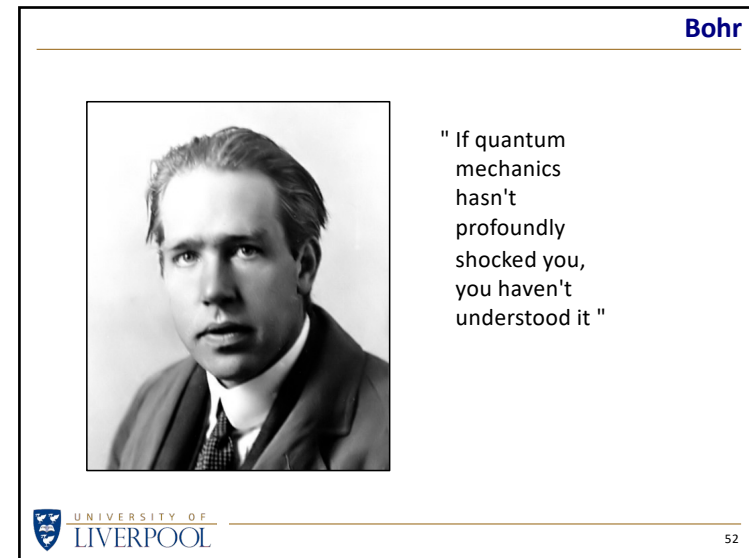 Bohr
" If quantum
mechanics
hasn't
profoundly
shocked you,
you haven't
understood it "
UNIVERSITY OF
LIVERPOOL
52